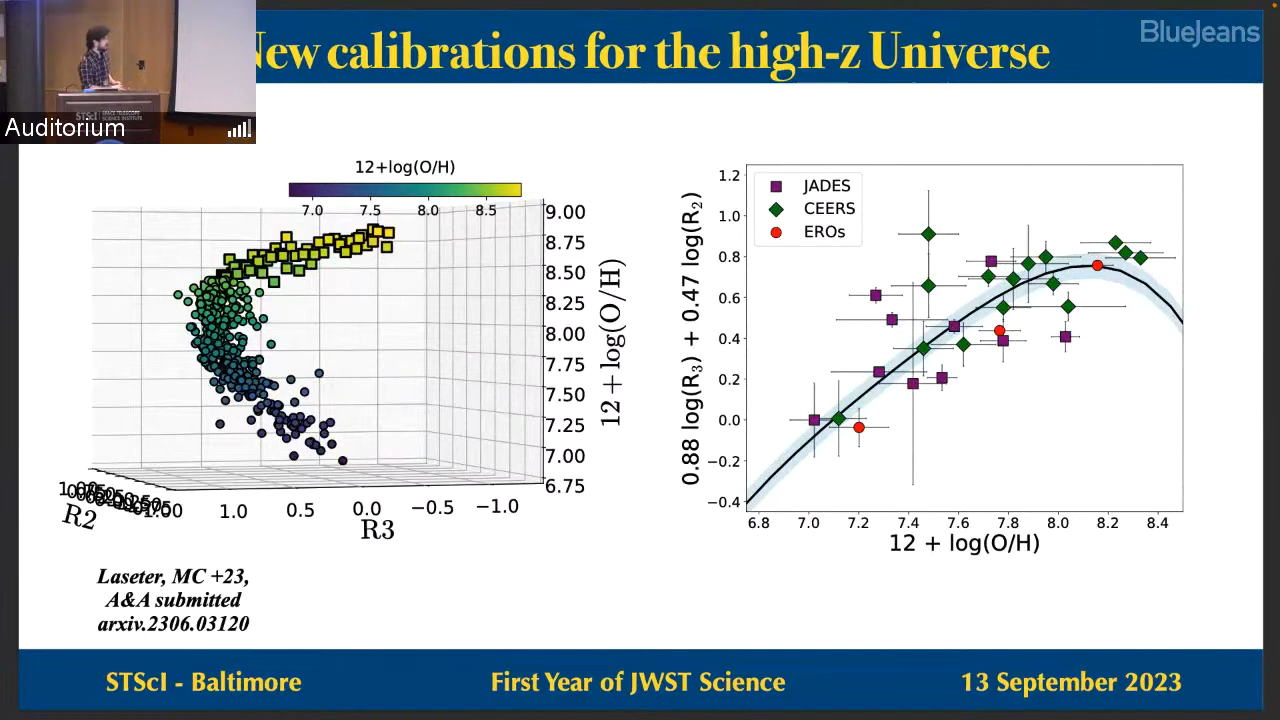 New calibrations for the high-z Universe
BlueJeans
STScI SPACE TELESCOPE
SCIENCE INSTITUTE
Auditorium
12+log(O/H)
7.0 7.5 8.0 8.5
9.00
8.75
8.50
8.25
8.00
7.75
7.50
7.25
7.00
6.75
12 + log(O/H)
1.0 0.5 0.0 −0.5 −1.0
R2
R3
JADES
CEERS
EROs
1.2
1.0
0.8
0.6
0.4
0.2
0.0
−0.2
−0.4
0.88 log(R3) + 0.47 log(R2)
6.8 7.0 7.2 7.4 7.6 7.8 8.0 8.2 8.4
12 + log(O/H)
Laseter, MC +23,
A&A submitted
arxiv.2306.03120
STScI - Baltimore
First Year of JWST Science
13 September 2023